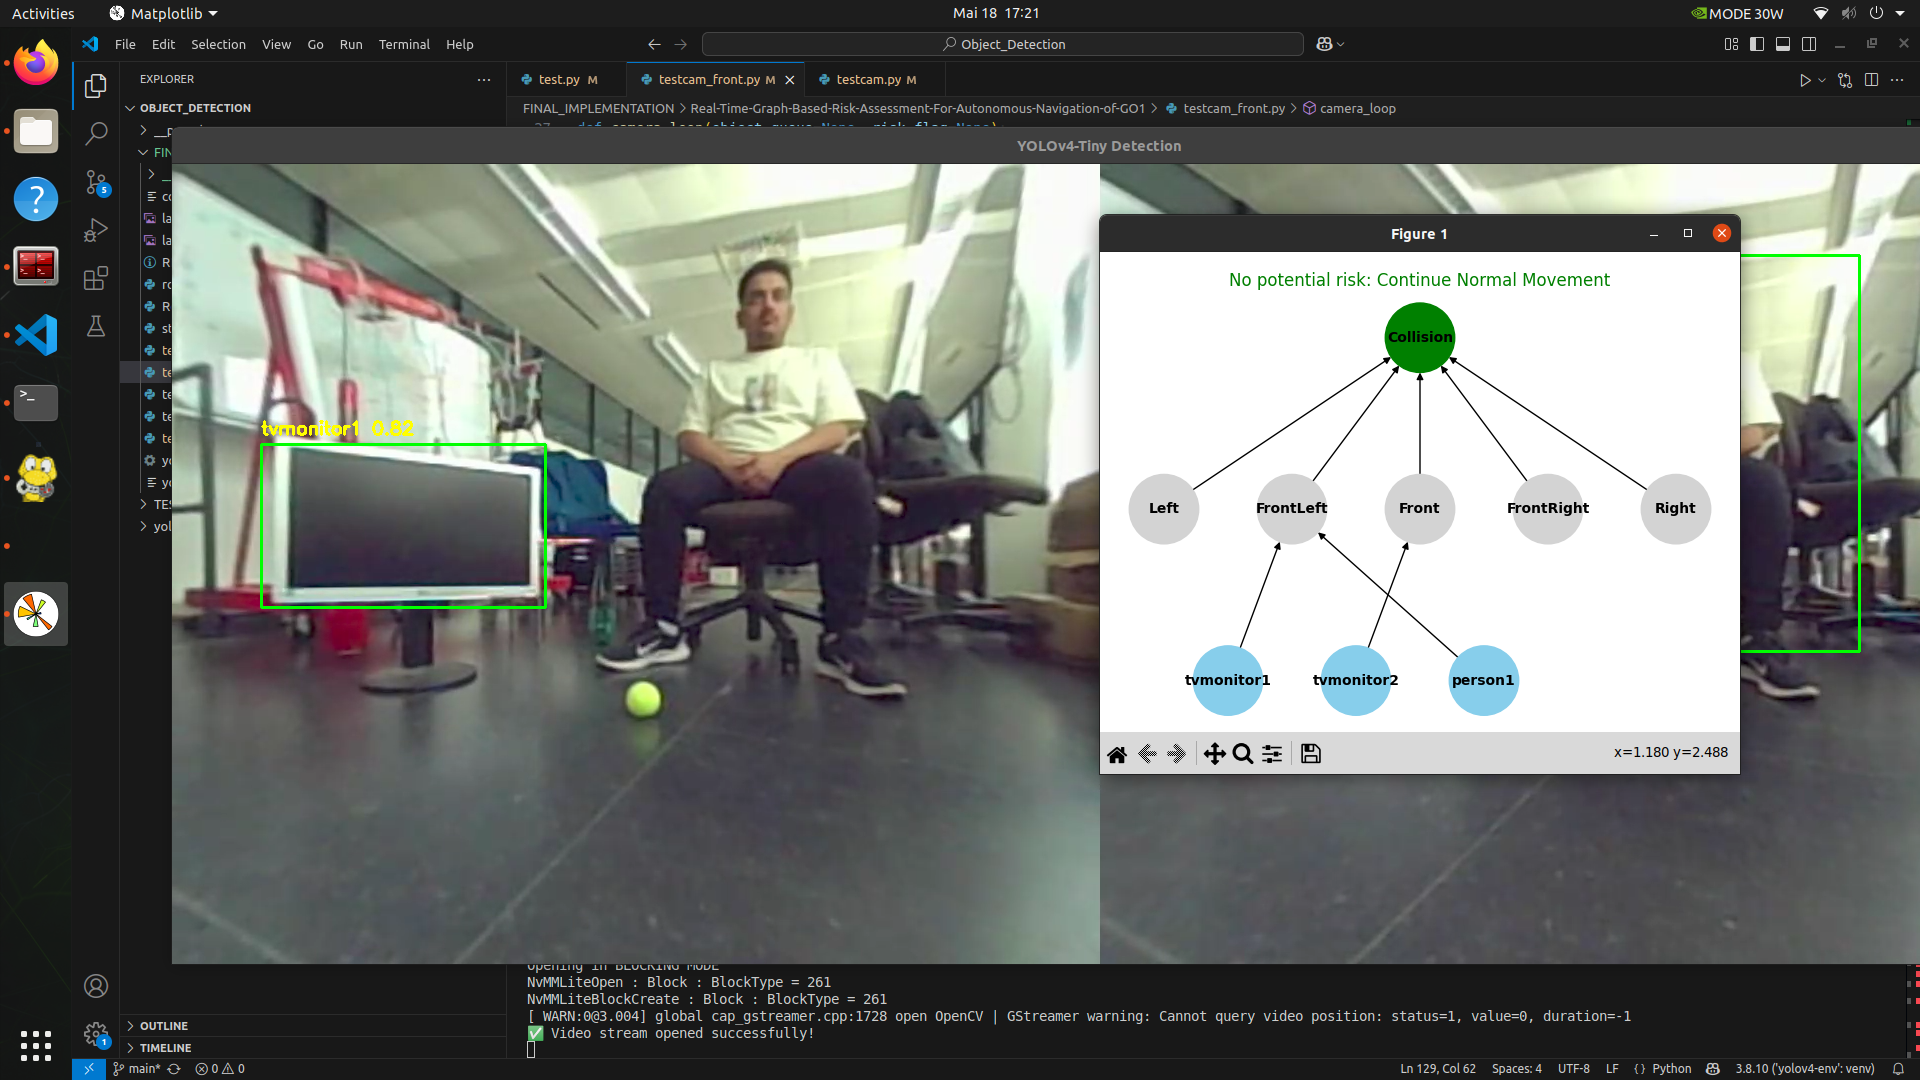 Activities
Matplotlib
Mai 18 17:21
MODE 30W
File Edit Selection View Go Run Terminal Help
Object_Detection
EXPLORER
test.py M
testcam_front.py M
testcam.py M
OBJECT_DETECTION
FINAL_IMPLEMENTATION > Real-Time-Graph-Based-Risk-Assessment-For-Autonomous-Navigation-of-GO1 > testcam_front.py > camera_loop
YOLOv4-Tiny Detection
5
Figure 1
No potential risk: Continue Normal Movement
Collision
tvmonitor1 0.82
Left
FrontLeft
Front
FrontRight
Right
tvmonitor1
tvmonitor2
person1
x=1.180 y=2.488
NvMMLiteOpen : Block : BlockType = 261
NvMMLiteBlockCreate : Block : BlockType = 261
[ WARN:0@3.004] global cap_gstreamer.cpp:1728 open OpenCV | GStreamer warning: Cannot query video position: status=1, value=0, duration=-1
✅ Video stream opened successfully!
OUTLINE
1
TIMELINE
main*
0
0
Ln 129, Col 62
Spaces: 4
UTF-8
LF
Python
3.8.10 ('yolov4-env': venv)